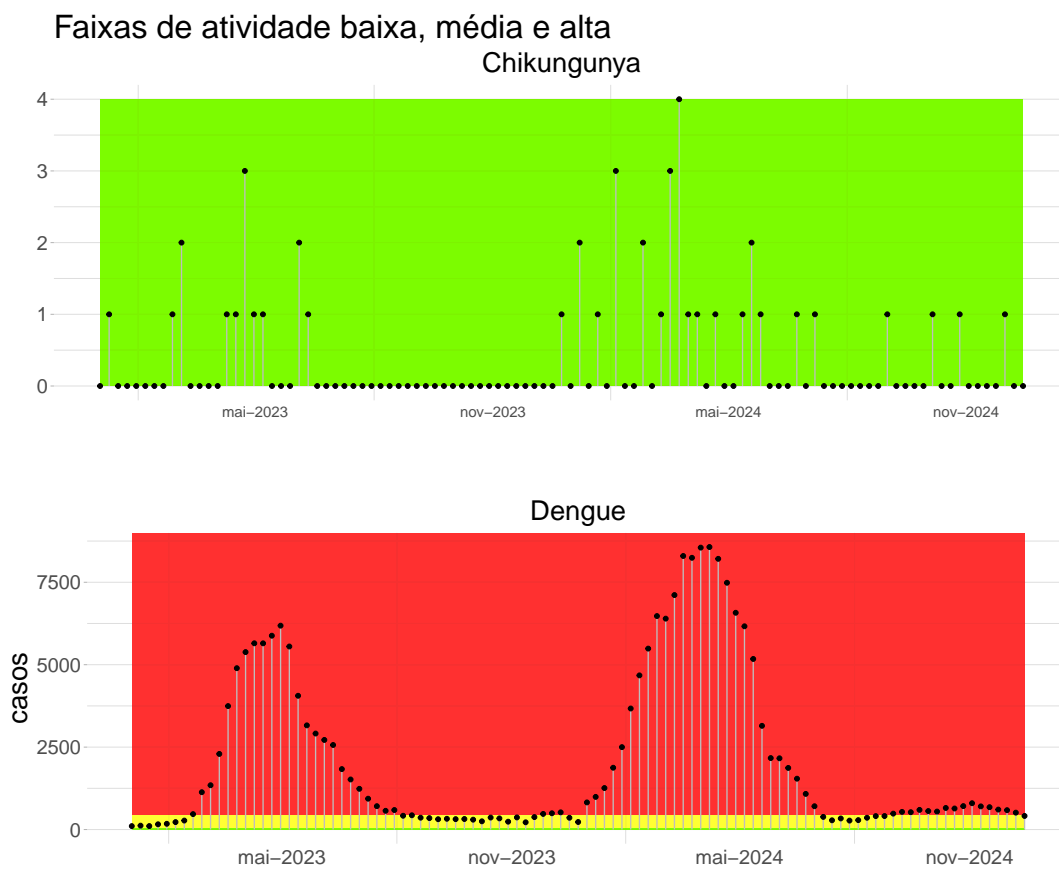 Faixas de atividade baixa, média e alta
Chikungunya
4
3
2
1
0
mai−2023
nov−2023
mai−2024
nov−2024
Dengue
casos
7500
5000
2500
0
mai−2023
nov−2023
mai−2024
nov−2024